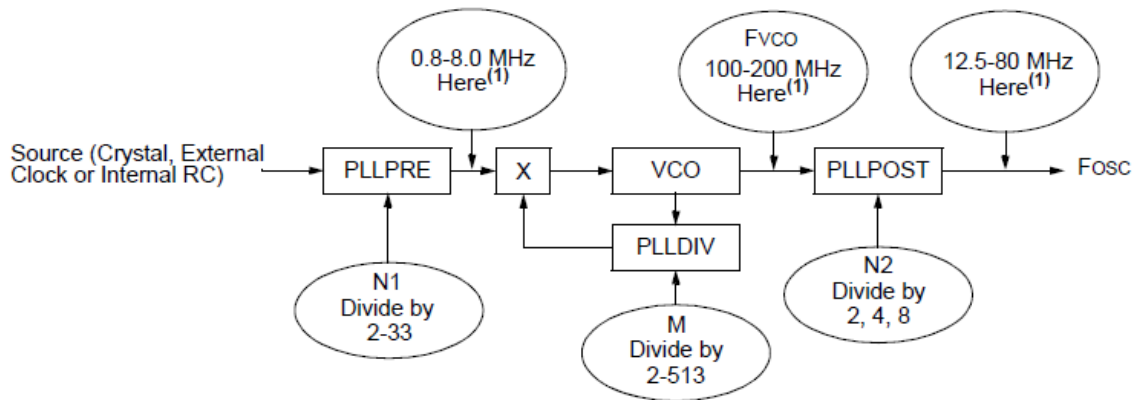 0.8-8.0 MHz
Here(1)
FVCO
100-200 MHz
Here(1)
12.5-80 MHz
Here(1)
Source (Crystal, External
Clock or Internal RC)
PLLPRE
X
VCO
PLLPOST
FOSC
PLLDIV
N1
Divide by
2-33
M
Divide by
2-513
N2
Divide by
2, 4, 8